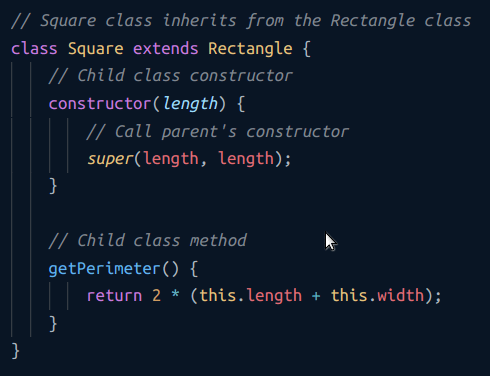 // Square class inherits from the Rectangle class
class Square extends Rectangle {
// Child class constructor
constructor(length) {
// Call parent's constructor
super(length, length);
}
// Child class method
getPerimeter() {
return 2 * (this.length + this.width);
}
}